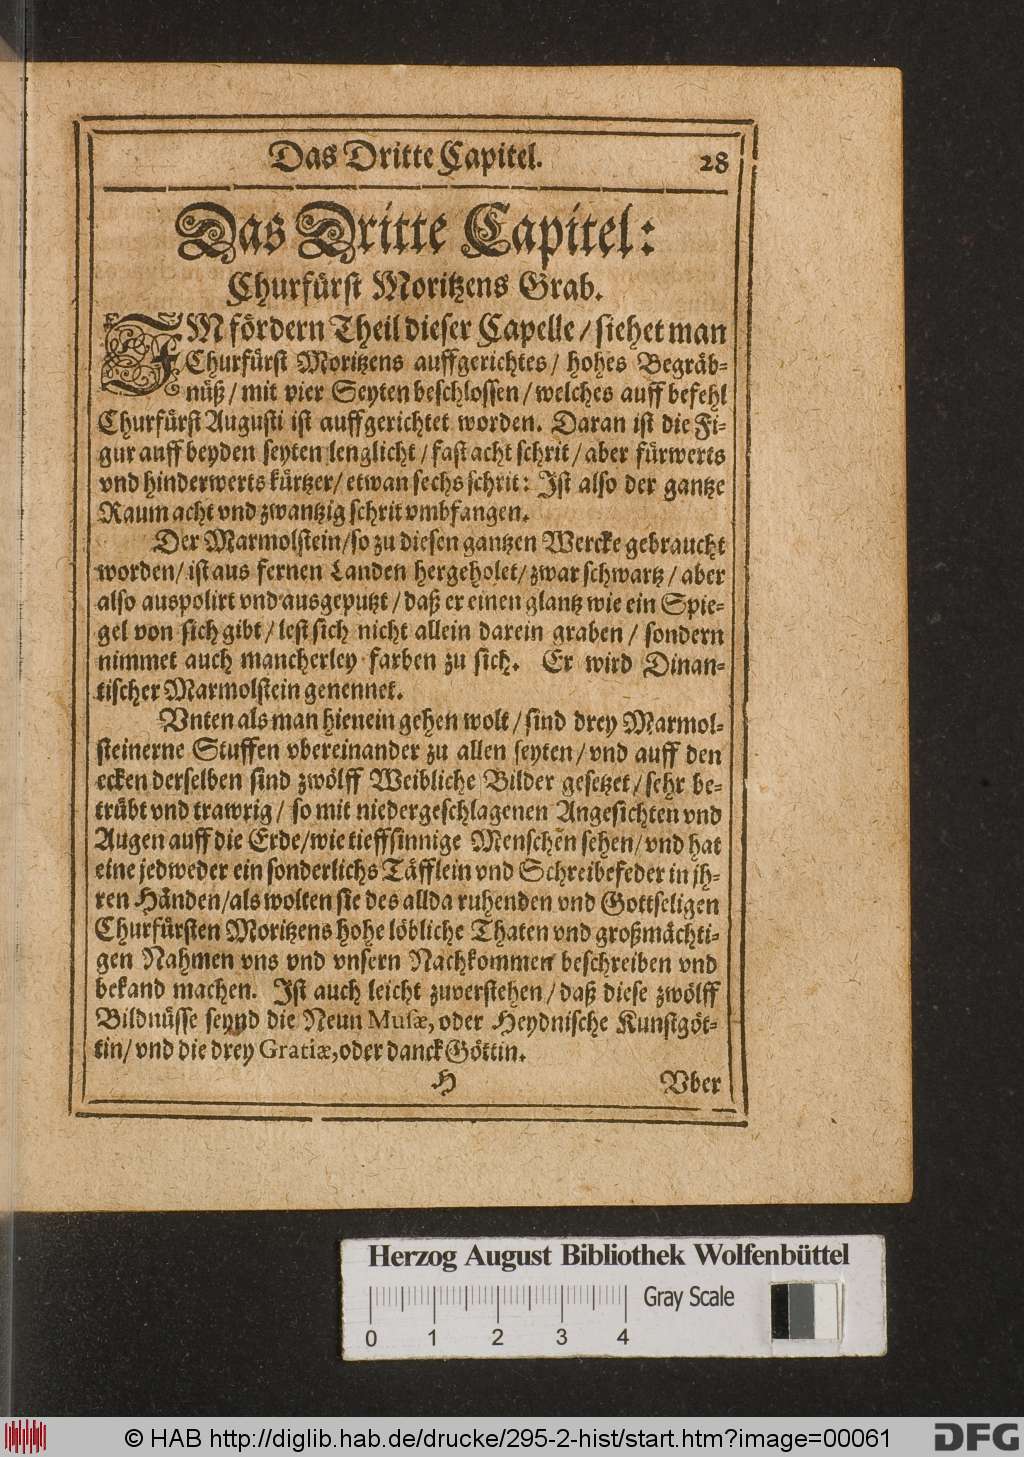 Das Dritte Capitel. 28
Das Dritte Capitel:
Churfürst Moritzens Grab.
IM fördern Theil dieser Capelle / siehet man
Churfürst Moritzens auffgerichtes / hohes Begräb-
nüß / mit vier Seyten beschlossen / welches auff befehl
Churfürst Augusti ist auffgerichtet worden. Daran ist die Fi-
gur auff beyden seyten lenglicht / fast acht schrit / aber fürwerts
vnd hinderwerts kürtzer / etwan sechs schrit: Ist also der gantze
Raum acht vnd zwantzig schrit vmbfangen.
Der Marmolstein / so zu diesen gantzen Wercke gebraucht
worden / ist aus fernen Landen hergeholet / zwar schwartz / aber
also auspolirt vnd ausgeputzt / daß er einen glantz wie ein Spie-
gel von sich gibt / lest sich nicht allein darein graben / sondern
nimmet auch mancherley farben zu sich. Er wird Dinan-
tischer Marmolstein genennet.
Vnten als man hienein gehen wolt / sind drey Marmol-
steinerne Stuffen vbereinander zu allen seyten / vnd auff den
ecken derselben sind zwölff Weibliche Bilder gesetzet / sehr be-
trübt vnd trawrig / so mit niedergeschlagenen Angesichten vnd
Augen auff die Erde / wie tieffsinnige Menschen sehen / vnd hat
eine jedweder ein sonderlichs Täfflein vnd Schreibefeder in jh-
ren Händen / als wolten sie des allda ruhenden vnd Gottseligen
Churfürsten Moritzens hohe löbliche Thaten vnd großmächti-
gen Nahmen vns vnd vnsern Nachkommen beschreiben vnd
bekand machen. Ist auch leicht zuverstehen / daß diese zwölff
Bildnüsse seynd die Neun Musæ, oder Heydnische Kunstgöt-
tin / vnd die drey Gratiæ, oder danck Göttin.
H Vber
Herzog August Bibliothek Wolfenbüttel
Gray Scale
0 1 2 3 4
© HAB http://diglib.hab.de/drucke/295-2-hist/start.htm?image=00061
DFG